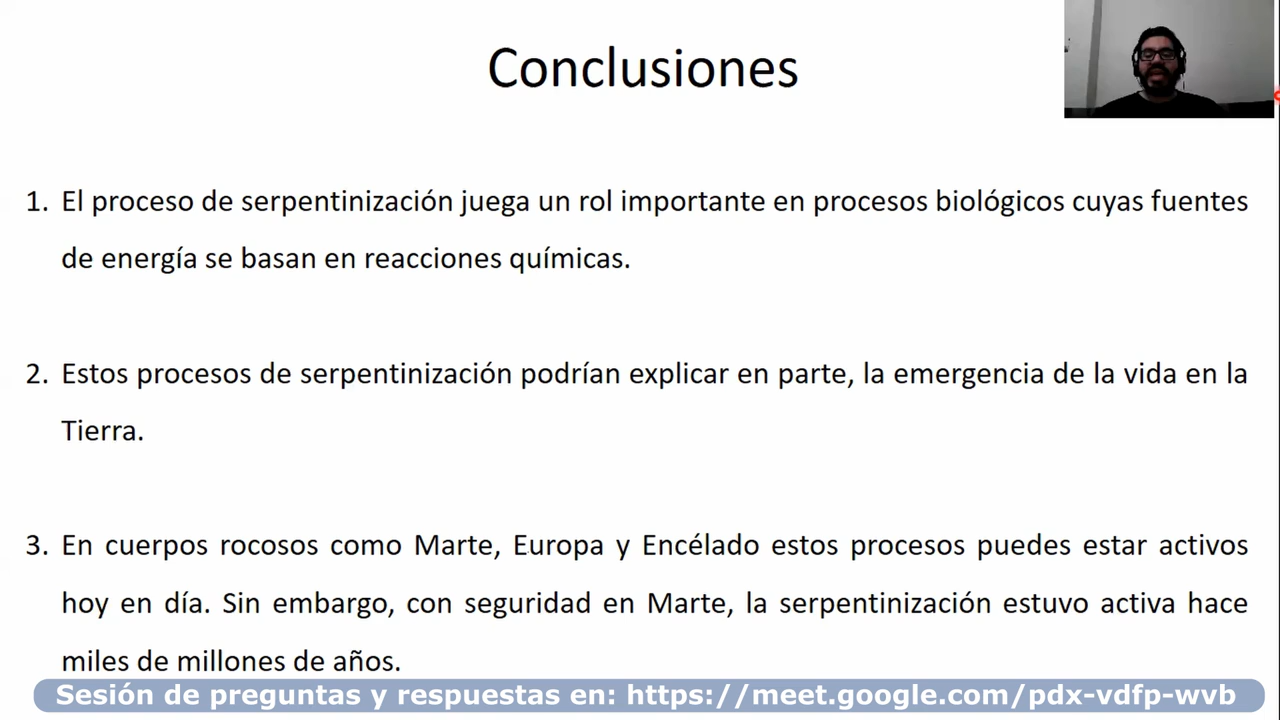 Conclusiones
1. El proceso de serpentinización juega un rol importante en procesos biológicos cuyas fuentes
de energía se basan en reacciones químicas.
2. Estos procesos de serpentinización podrían explicar en parte, la emergencia de la vida en la
Tierra.
3. En cuerpos rocosos como Marte, Europa y Encélado estos procesos puedes estar activos
hoy en día. Sin embargo, con seguridad en Marte, la serpentinización estuvo activa hace
miles de millones de años.
Sesión de preguntas y respuestas en: https://meet.google.com/pdx-vdfp-wvb